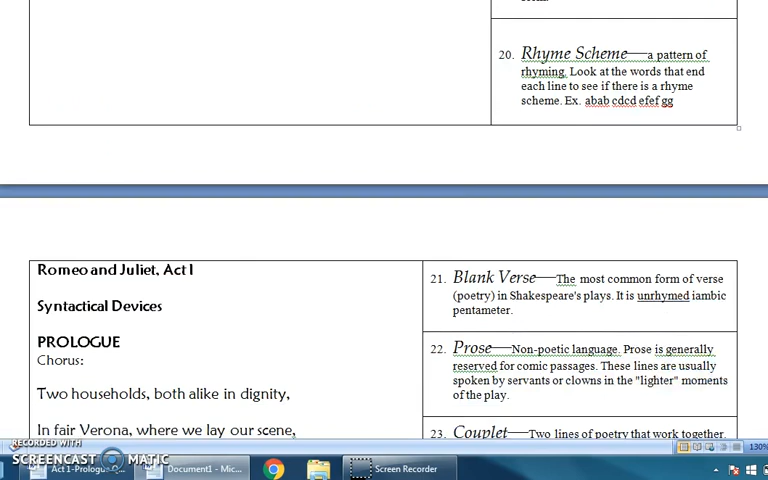 20. Rhyme Scheme—a pattern of
rhyming. Look at the words that end
each line to see if there is a rhyme
scheme. Ex. abab cdcd efef gg
Romeo and Juliet, Act I
Syntactical Devices
PROLOGUE
Chorus:
Two households, both alike in dignity,
In fair Verona, where we lay our scene,
21. Blank Verse—The most common form of verse
(poetry) in Shakespeare's plays. It is unrhymed iambic
pentameter.
22. Prose—Non-poetic language. Prose is generally
reserved for comic passages. These lines are usually
spoken by servants or clowns in the "lighter" moments
of the play.
23. Couplet—Two lines of poetry that work together.
130%
RECORDED WITH
SCREENCAST MATIC
Act 1-Prologue
Document1 - Mic...
Screen Recorder